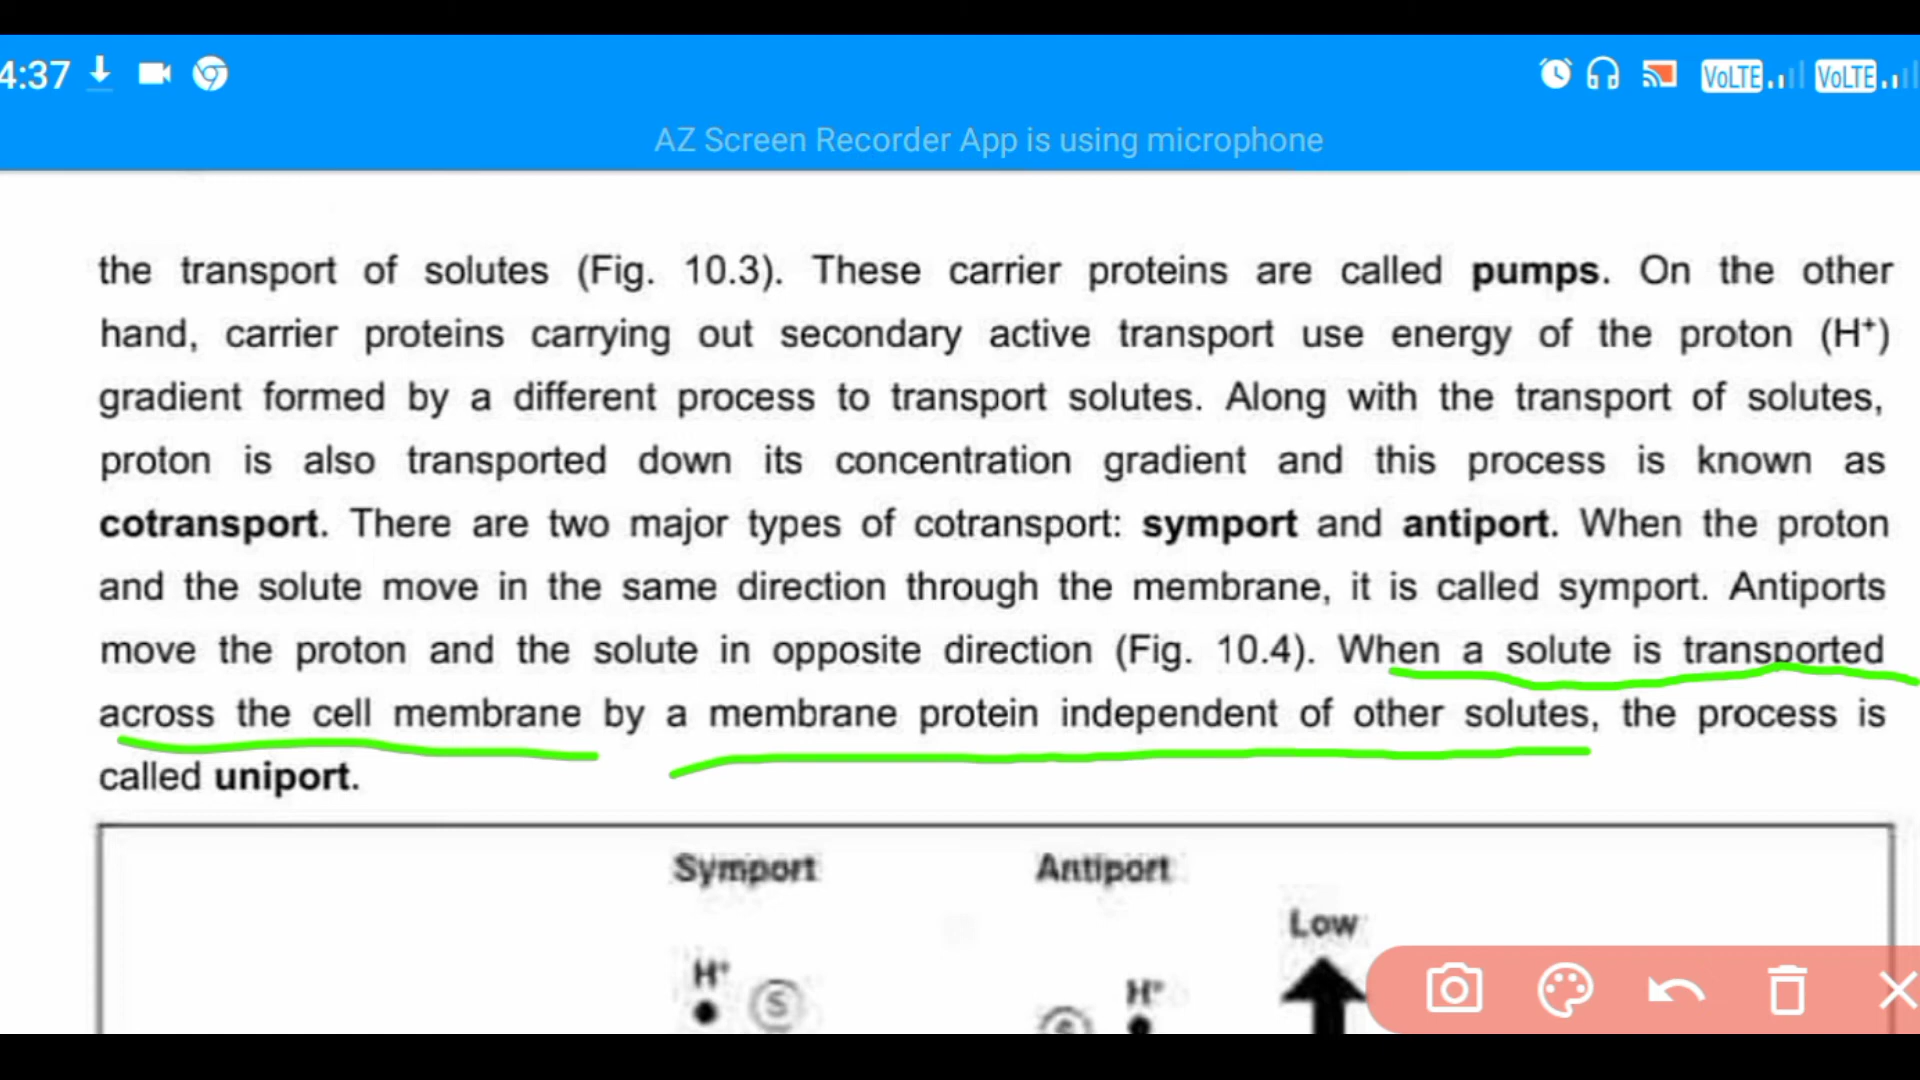 4:37
VoLTE VoLTE
AZ Screen Recorder App is using microphone
the transport of solutes (Fig. 10.3). These carrier proteins are called pumps. On the other
hand, carrier proteins carrying out secondary active transport use energy of the proton (H⁺)
gradient formed by a different process to transport solutes. Along with the transport of solutes,
proton is also transported down its concentration gradient and this process is known as
cotransport. There are two major types of cotransport: symport and antiport. When the proton
and the solute move in the same direction through the membrane, it is called symport. Antiports
move the proton and the solute in opposite direction (Fig. 10.4). When a solute is transported
across the cell membrane by a membrane protein independent of other solutes, the process is
called uniport.
Symport Antiport
Low
H⁺ S
S H⁺